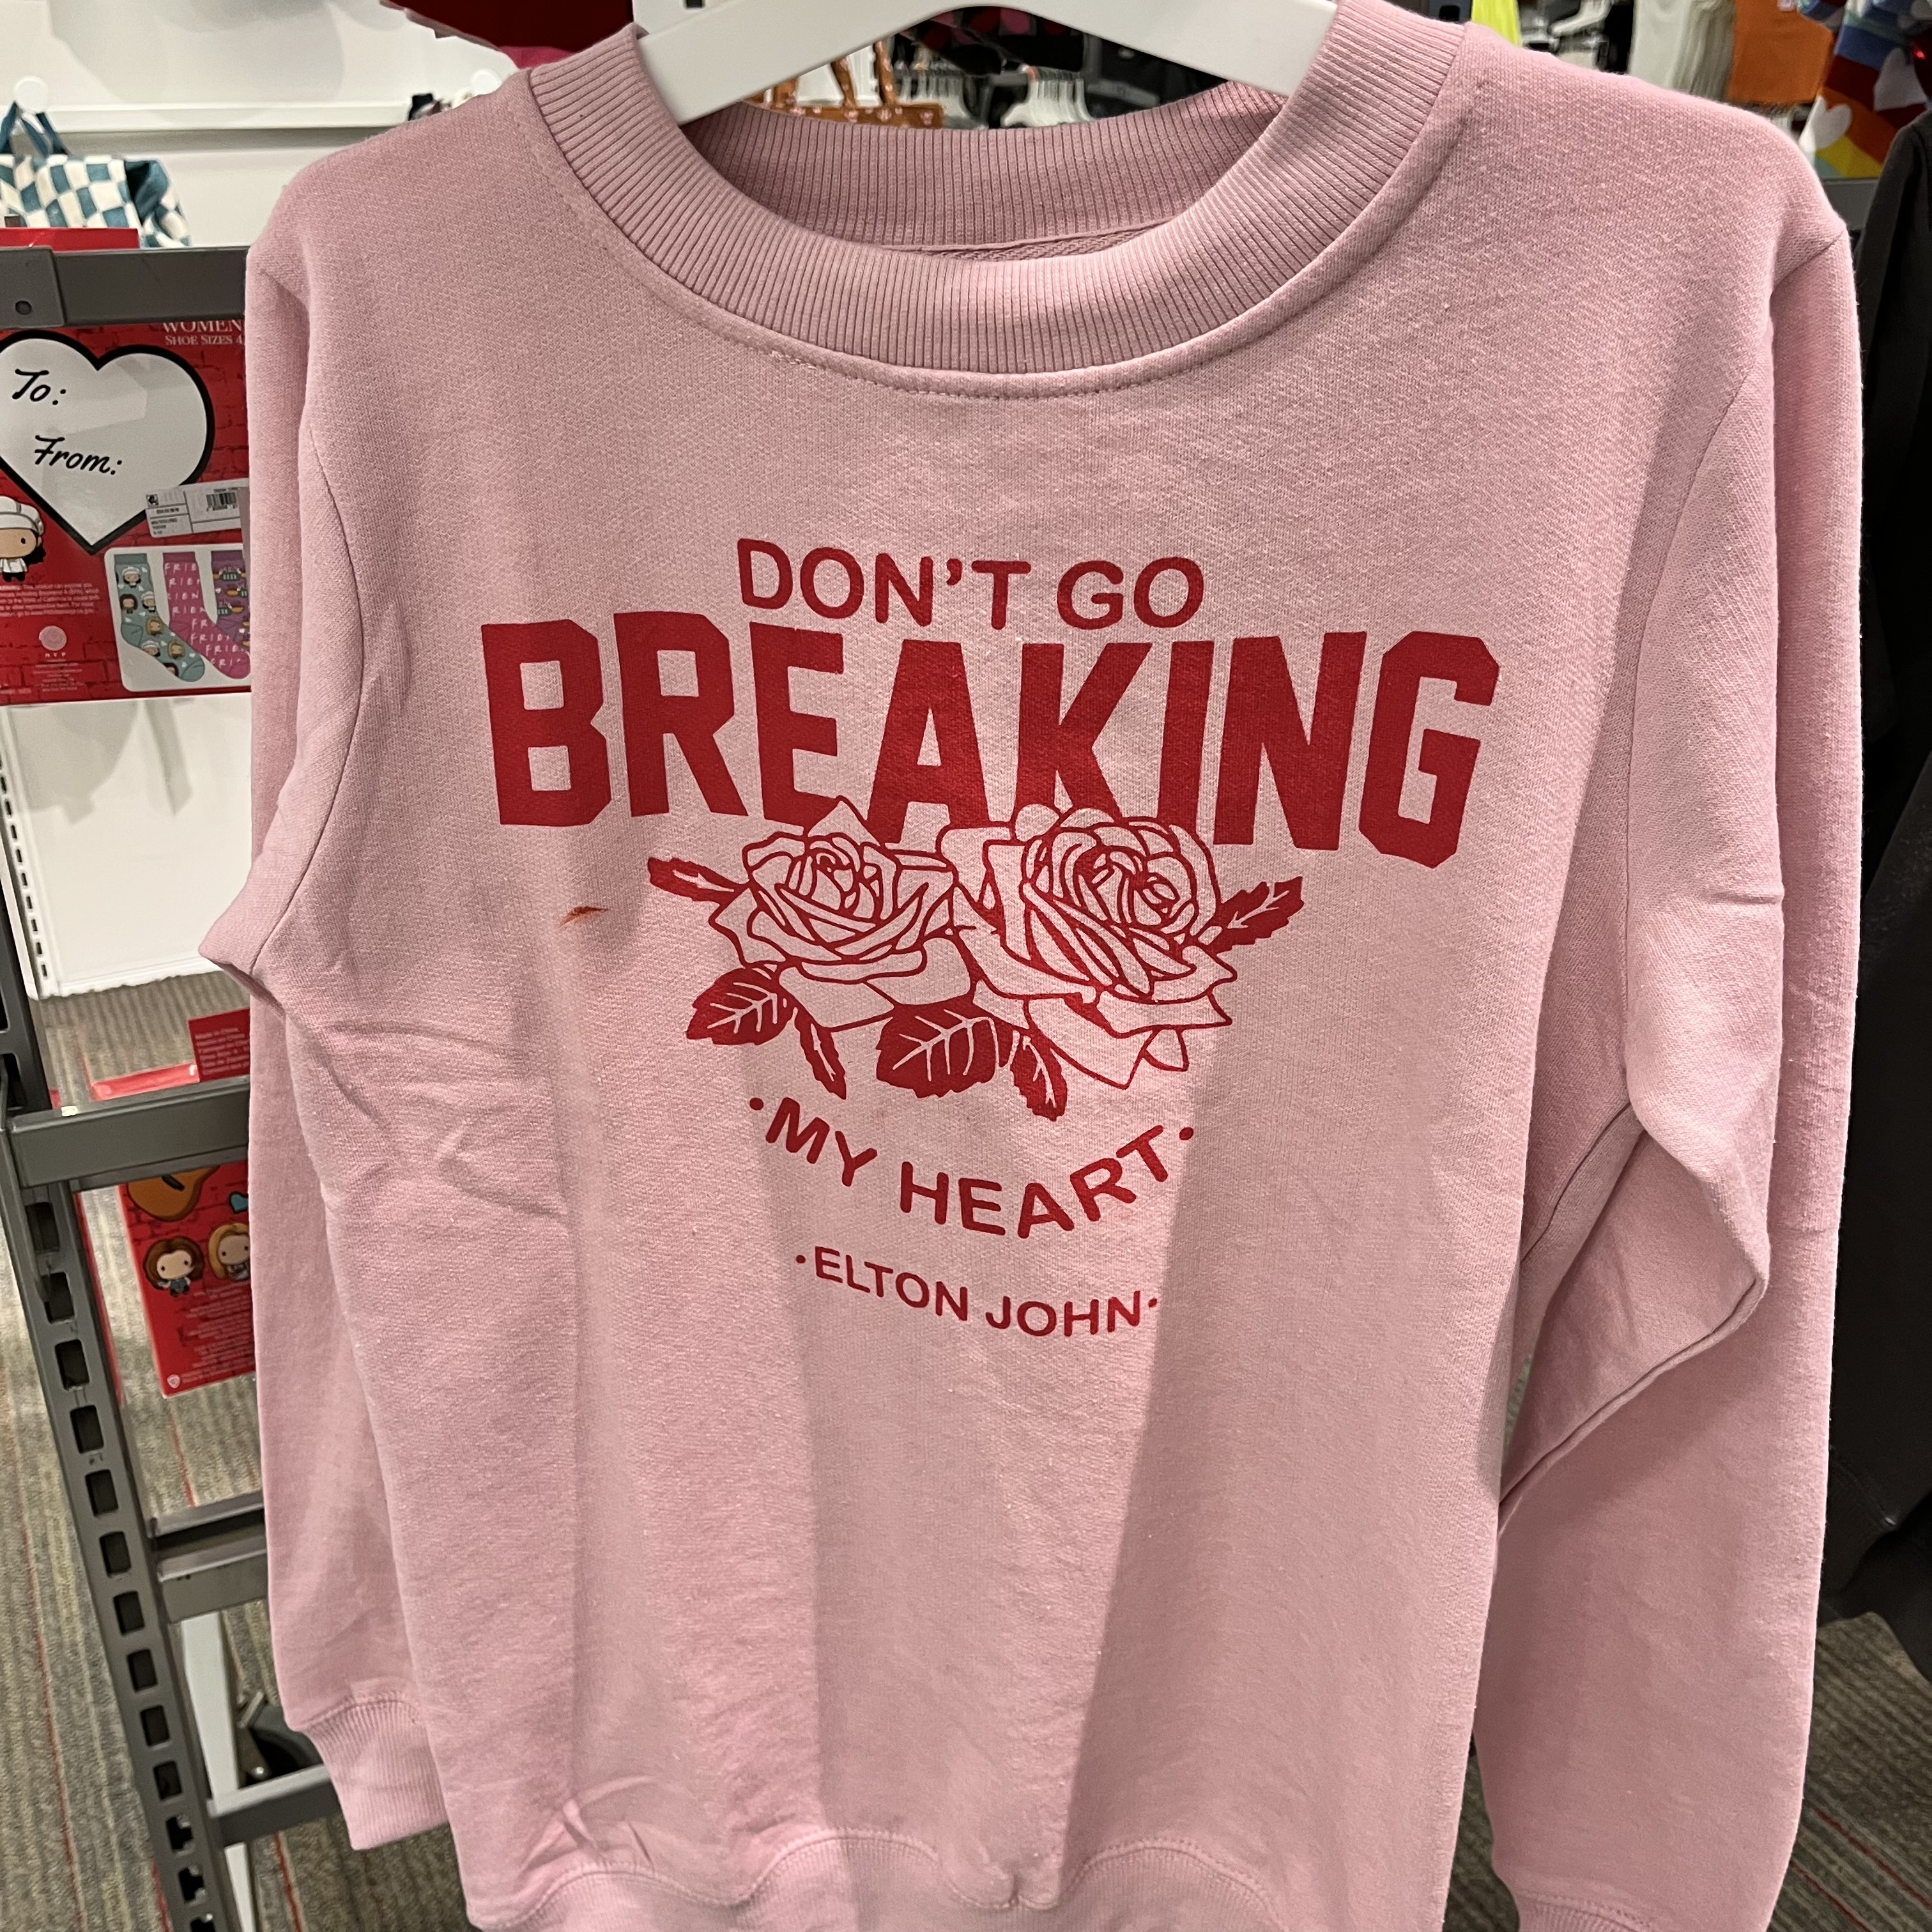 DON'T GO
BREAKING
•MY HEART•
•ELTON JOHN•
To:
From:
WOMEN
SHOE SIZES 4